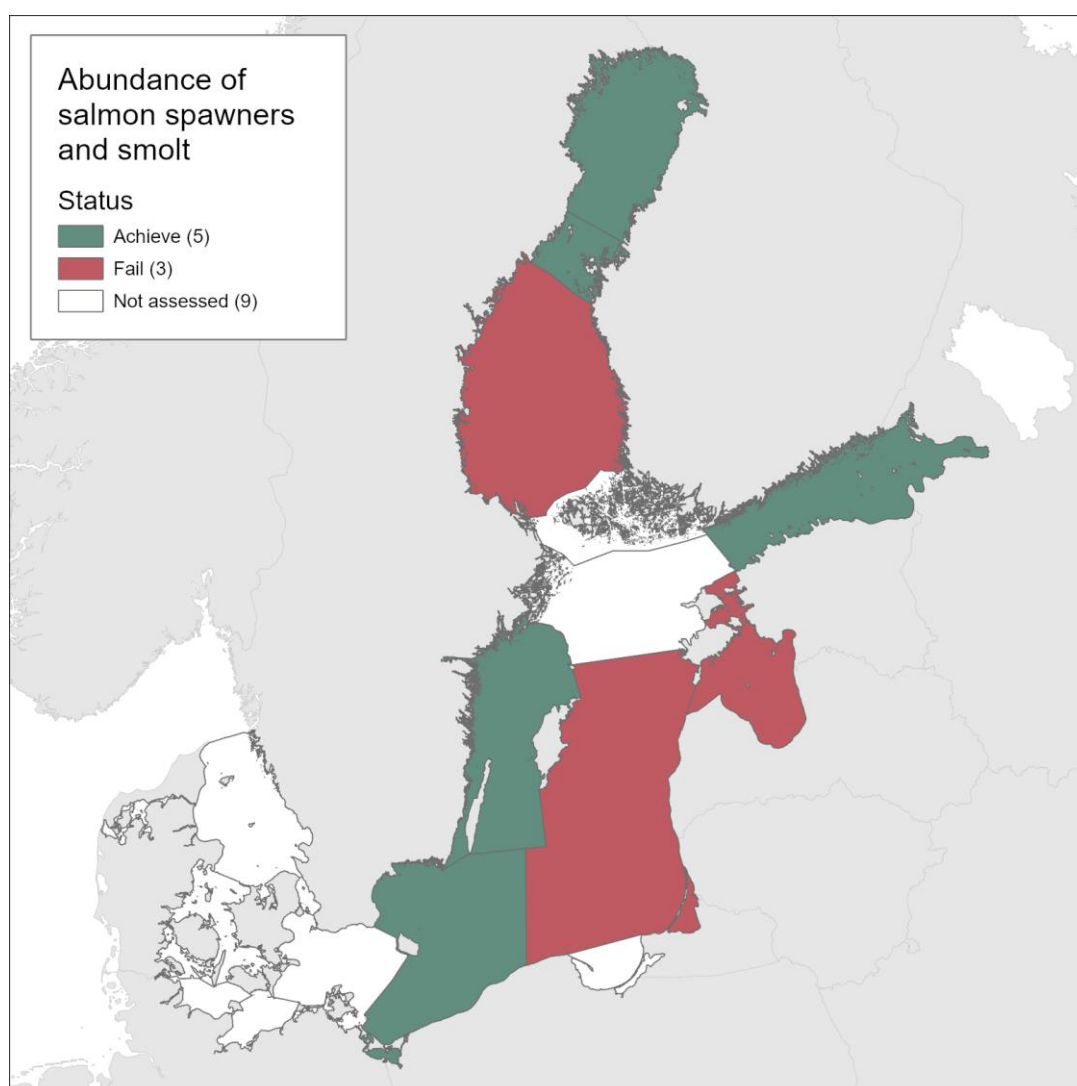 Abundance of
salmon spawners
and smolt
Status
Achieve (5)
Fail (3)
Not assessed (9)